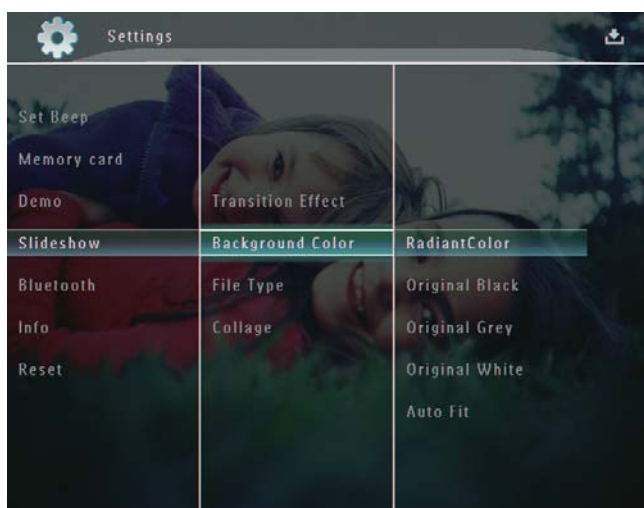 Settings
Set Beep
Memory card
Demo
Slideshow
Bluetooth
Info
Reset
Transition Effect
Background Color
File Type
Collage
RadiantColor
Original Black
Original Grey
Original White
Auto Fit